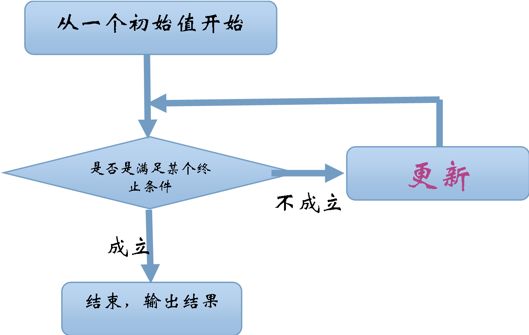 从一个初始值开始
是否是满足某个终
止条件
更新
不成立
成立
结束，输出结果